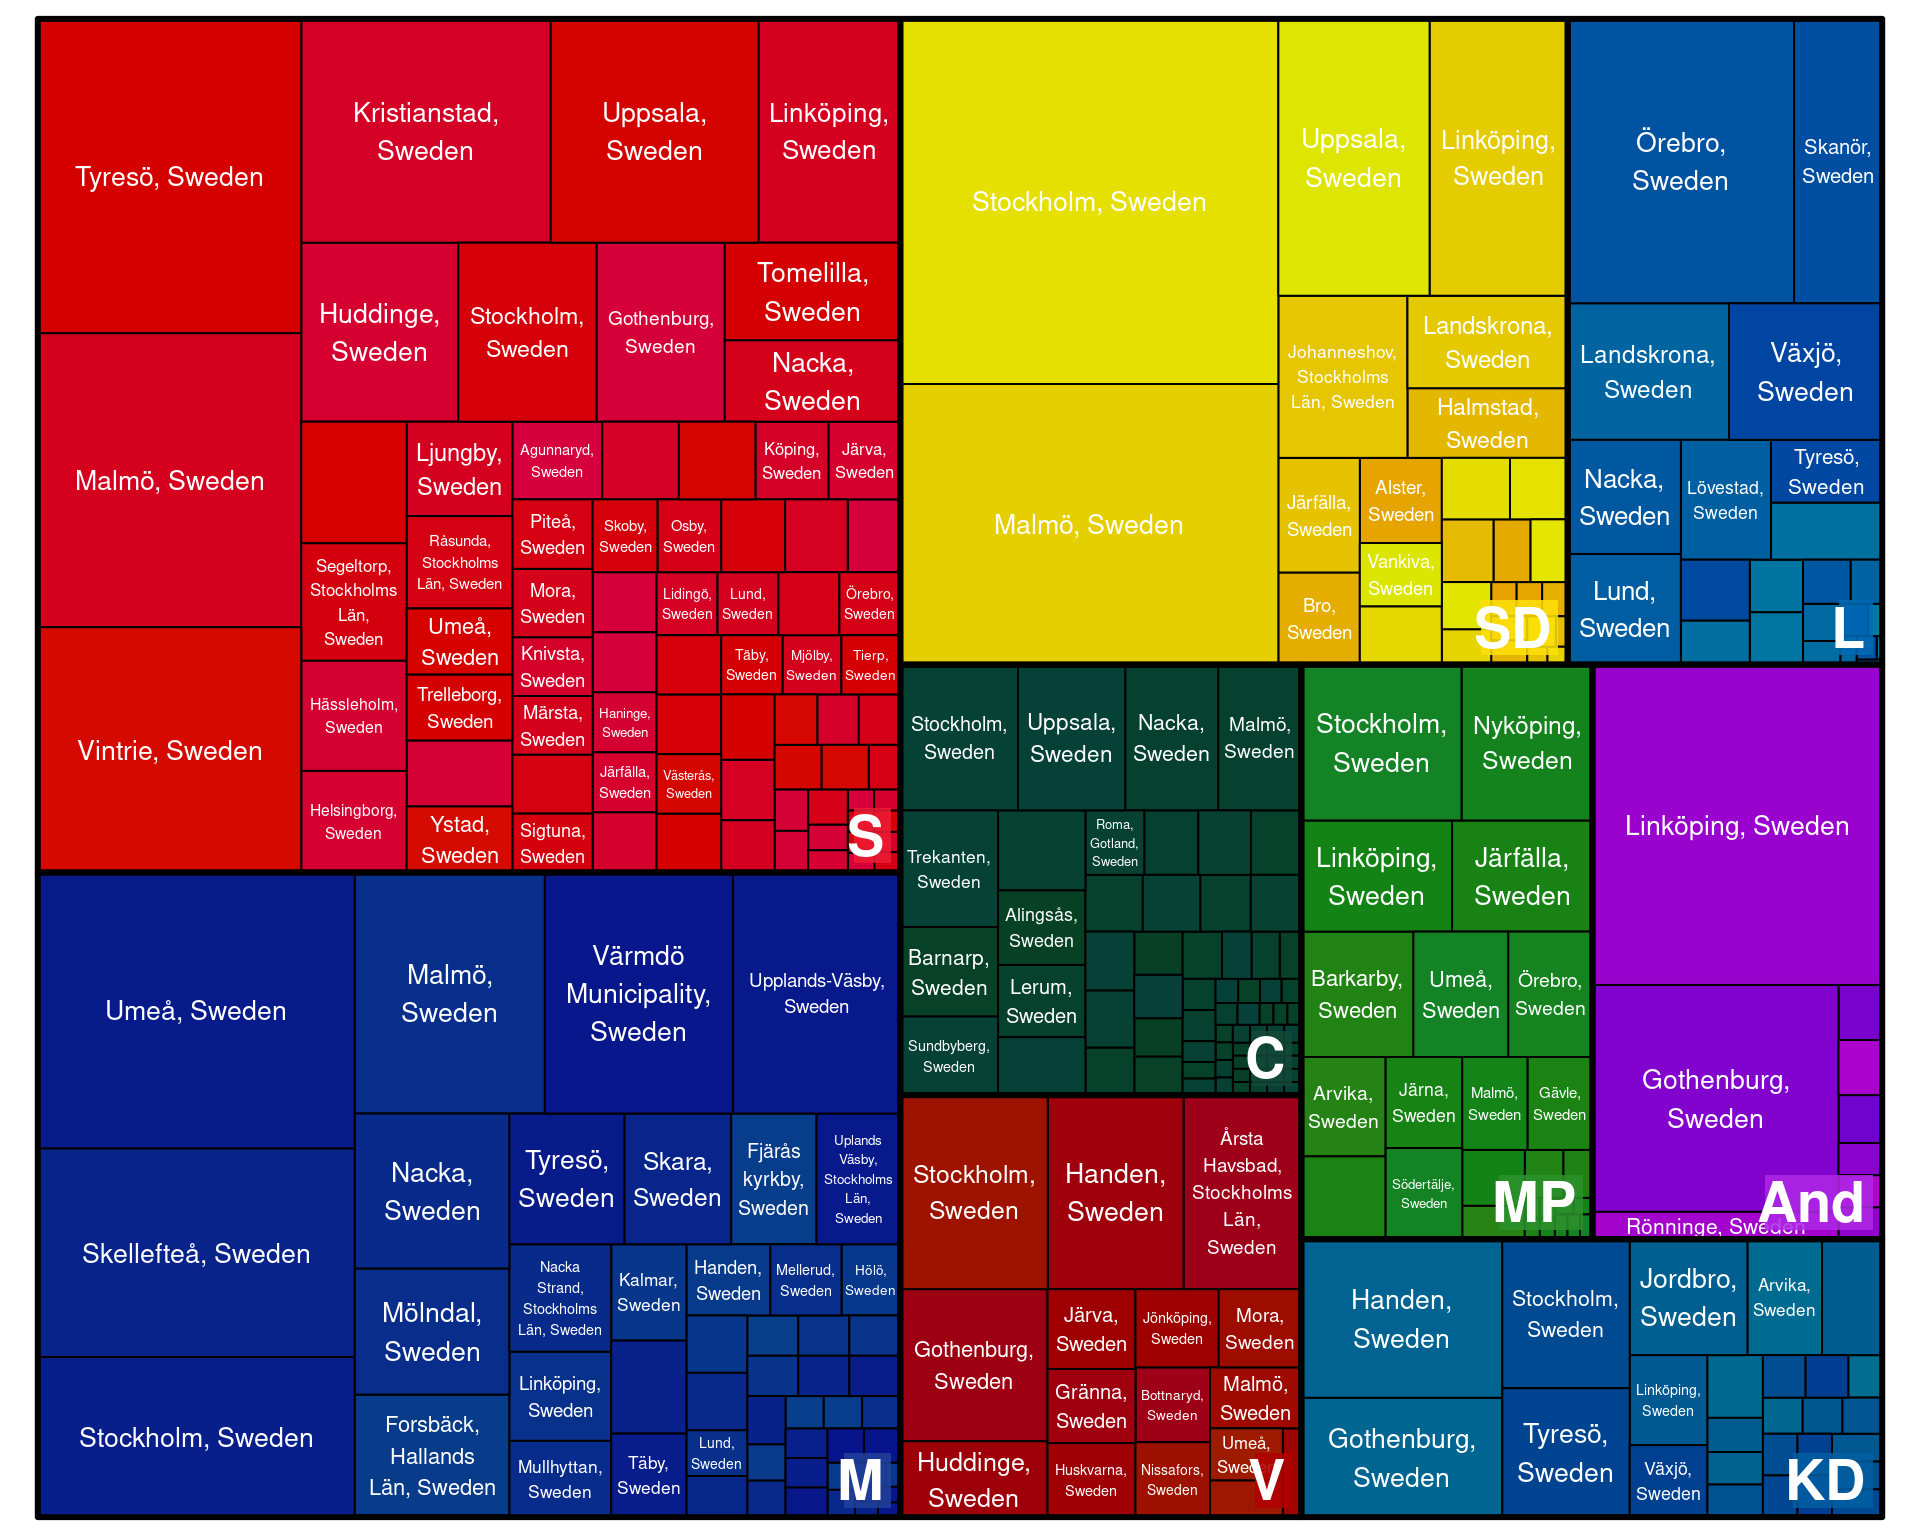 Tyresö, Sweden
Malmö, Sweden
Vintrie, Sweden
Kristianstad,
Sweden
Uppsala,
Sweden
Linköping,
Sweden
Huddinge,
Sweden
Stockholm,
Sweden
Gothenburg,
Sweden
Tomelilla,
Sweden
Nacka,
Sweden
Segeltorp,
Stockholms
Län,
Sweden
Hässleholm,
Sweden
Helsingborg,
Sweden
Ljungby,
Sweden
Råsunda,
Stockholms
Län, Sweden
Umeå,
Sweden
Trelleborg,
Sweden
Ystad,
Sweden
Agunnaryd,
Sweden
Köping,
Sweden
Järva,
Sweden
Piteå,
Sweden
Mora,
Sweden
Knivsta,
Sweden
Märsta,
Sweden
Sigtuna,
Sweden
Skoby,
Sweden
Osby,
Sweden
Lidingö,
Sweden
Lund,
Sweden
Örebro,
Sweden
Täby,
Sweden
Mjölby,
Sweden
Tierp,
Sweden
Haninge,
Sweden
Järfälla,
Sweden
Västerås,
Sweden
S
Umeå, Sweden
Skellefteå, Sweden
Stockholm, Sweden
Malmö,
Sweden
Värmdö
Municipality,
Sweden
Upplands-Väsby,
Sweden
Nacka,
Sweden
Mölndal,
Sweden
Forsbäck,
Hallands
Län, Sweden
Tyresö,
Sweden
Skara,
Sweden
Fjärås
kyrkby,
Sweden
Uplands
Väsby,
Stockholms
Län,
Sweden
Nacka
Strand,
Stockholms
Län, Sweden
Linköping,
Sweden
Mullhyttan,
Sweden
Kalmar,
Sweden
Täby,
Sweden
Handen,
Sweden
Mellerud,
Sweden
Hölö,
Sweden
Lund,
Sweden
M
Stockholm, Sweden
Malmö, Sweden
Uppsala,
Sweden
Linköping,
Sweden
Johanneshov,
Stockholms
Län, Sweden
Landskrona,
Sweden
Halmstad,
Sweden
Järfälla,
Sweden
Bro,
Sweden
Alster,
Sweden
Vankiva,
Sweden
SD
Örebro,
Sweden
Skanör,
Sweden
Landskrona,
Sweden
Växjö,
Sweden
Nacka,
Sweden
Lund,
Sweden
Lövestad,
Sweden
Tyresö,
Sweden
L
Stockholm,
Sweden
Uppsala,
Sweden
Nacka,
Sweden
Malmö,
Sweden
Trekanten,
Sweden
Barnarp,
Sweden
Sundbyberg,
Sweden
Alingsås,
Sweden
Lerum,
Sweden
Roma,
Gotland,
Sweden
C
Stockholm,
Sweden
Handen,
Sweden
Årsta
Havsbad,
Stockholms
Län,
Sweden
Gothenburg,
Sweden
Huddinge,
Sweden
Järva,
Sweden
Gränna,
Sweden
Huskvarna,
Sweden
Jönköping,
Sweden
Bottnaryd,
Sweden
Nissafors,
Sweden
Mora,
Sweden
Malmö,
Sweden
Umeå,
Sweden
V
Stockholm,
Sweden
Nyköping,
Sweden
Linköping,
Sweden
Järfälla,
Sweden
Barkarby,
Sweden
Umeå,
Sweden
Örebro,
Sweden
Arvika,
Sweden
Järna,
Sweden
Södertälje,
Sweden
Malmö,
Sweden
Gävle,
Sweden
MP
Linköping, Sweden
Gothenburg,
Sweden
Rönninge, Sweden
And
Handen,
Sweden
Gothenburg,
Sweden
Stockholm,
Sweden
Tyresö,
Sweden
Jordbro,
Sweden
Arvika,
Sweden
Linköping,
Sweden
Växjö,
Sweden
KD